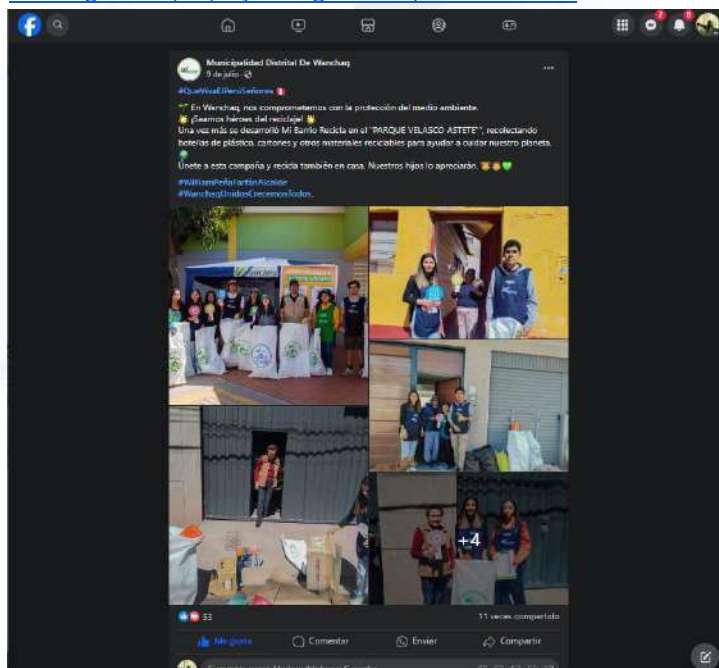 2
8
Municipalidad Distrital De Wanchaq
9 de julio
#QueVivaElPerúSeñores
En Wanchaq, nos comprometemos con la protección del medio ambiente.
¡Seamos héroes del reciclaje!
Una vez más se desarrolló Mi Barrio Recicla en el "PARQUE VELASCO ASTETE", recolectando
botellas de plástico, cartones y otros materiales reciclables para ayudar a cuidar nuestro planeta.
Únete a esta campaña y recicla también en casa. Nuestros hijos lo apreciarán.
#WilliamPeñaFarfánAlcalde
#WanchaqUnidosCrecemosTodos.
+4
53
11 veces compartido
Me gusta
Comentar
Enviar
Compartir